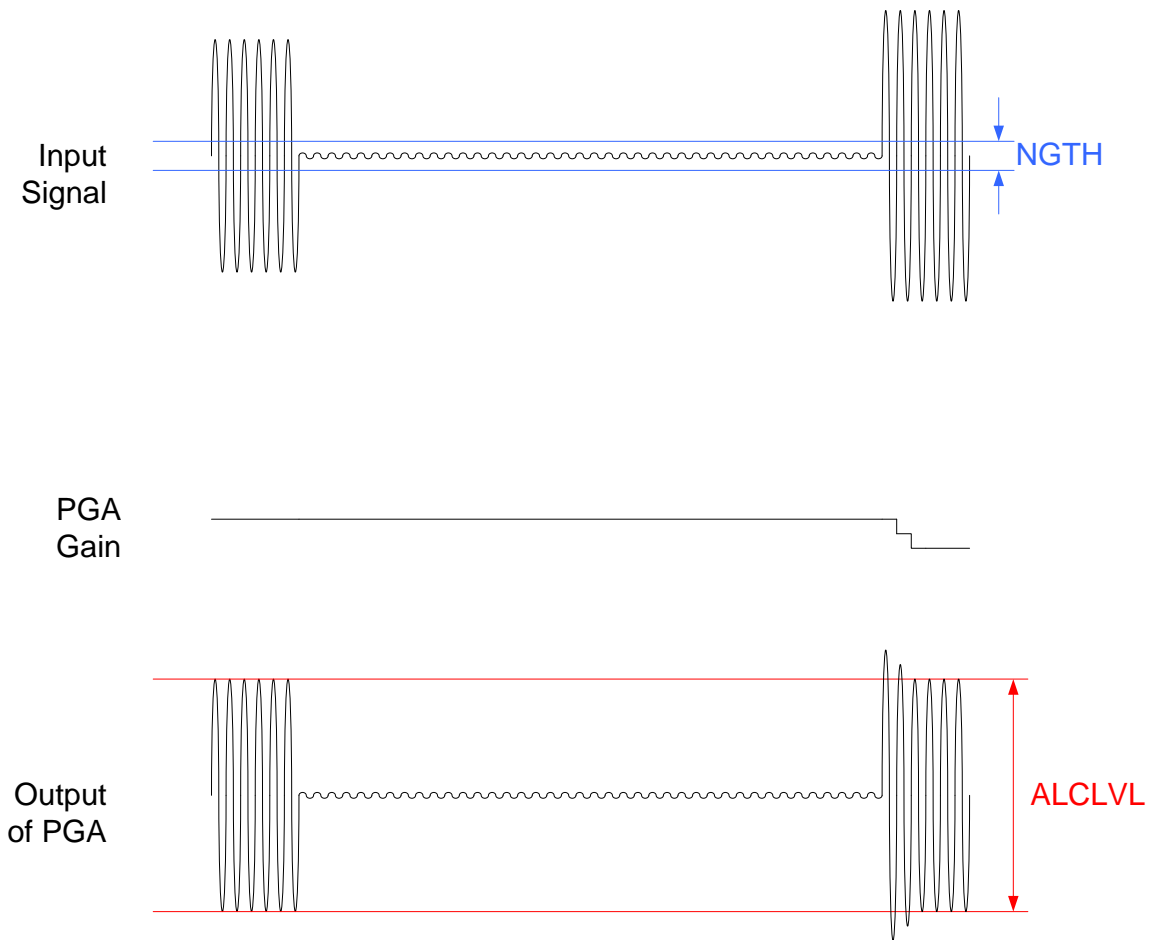 Input
Signal
NGTH
PGA
Gain
Output
of PGA
ALCLVL